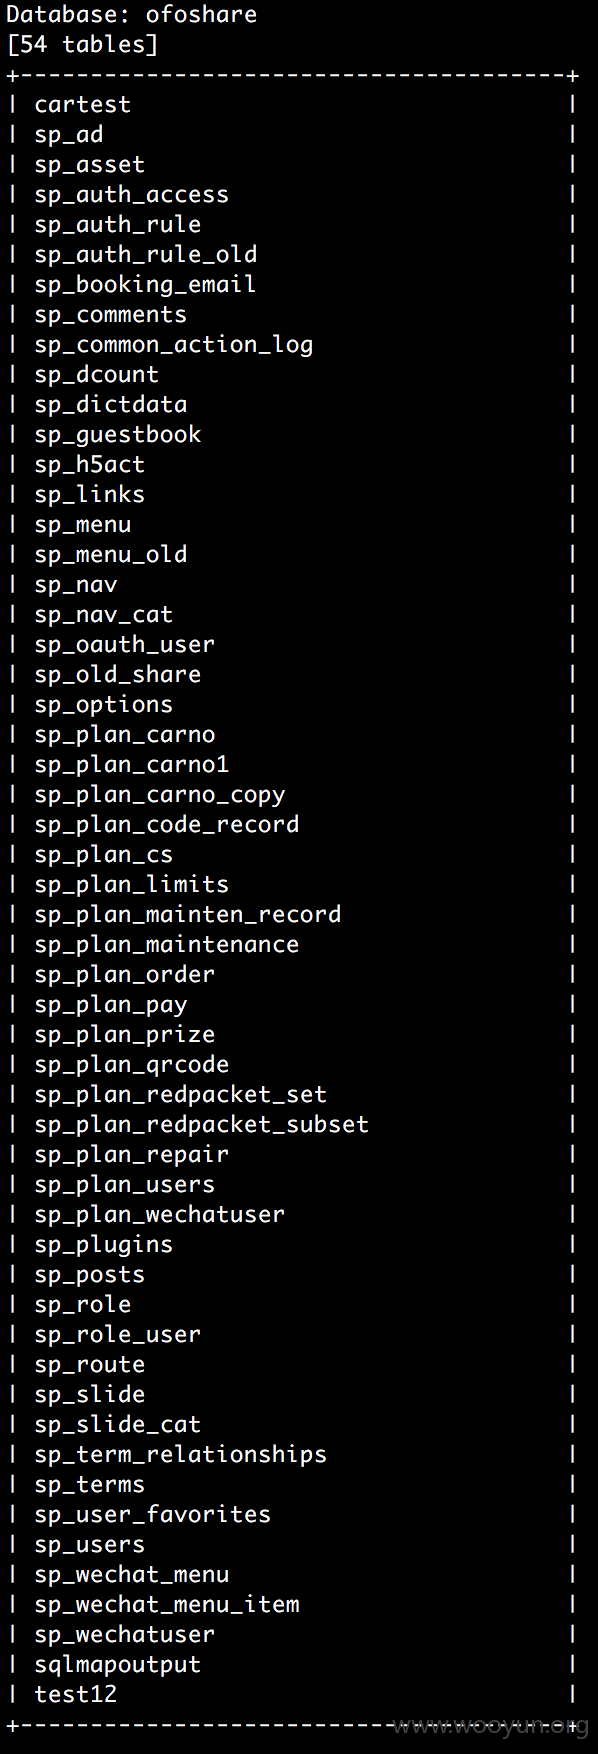 Database: ofoshare
[54 tables]
+---------------------------------------+
| cartest                               |
| sp_ad                                 |
| sp_asset                              |
| sp_auth_access                        |
| sp_auth_rule                          |
| sp_auth_rule_old                      |
| sp_booking_email                      |
| sp_comments                           |
| sp_common_action_log                  |
| sp_dcount                             |
| sp_dictdata                           |
| sp_guestbook                          |
| sp_h5act                              |
| sp_links                              |
| sp_menu                               |
| sp_menu_old                           |
| sp_nav                                |
| sp_nav_cat                            |
| sp_oauth_user                         |
| sp_old_share                          |
| sp_options                            |
| sp_plan_carno                         |
| sp_plan_carno1                        |
| sp_plan_carno_copy                    |
| sp_plan_code_record                   |
| sp_plan_cs                            |
| sp_plan_limits                        |
| sp_plan_mainten_record                |
| sp_plan_maintenance                   |
| sp_plan_order                         |
| sp_plan_pay                           |
| sp_plan_prize                         |
| sp_plan_qrcode                        |
| sp_plan_redpacket_set                 |
| sp_plan_redpacket_subset              |
| sp_plan_repair                        |
| sp_plan_users                         |
| sp_plan_wechatuser                    |
| sp_plugins                            |
| sp_posts                              |
| sp_role                               |
| sp_role_user                          |
| sp_route                              |
| sp_slide                              |
| sp_slide_cat                          |
| sp_term_relationships                 |
| sp_terms                              |
| sp_user_favorites                     |
| sp_users                              |
| sp_wechat_menu                        |
| sp_wechat_menu_item                   |
| sp_wechatuser                         |
| sqlmapoutput                          |
| test12                                |
+---------------------------------------+
www.wooyun.org